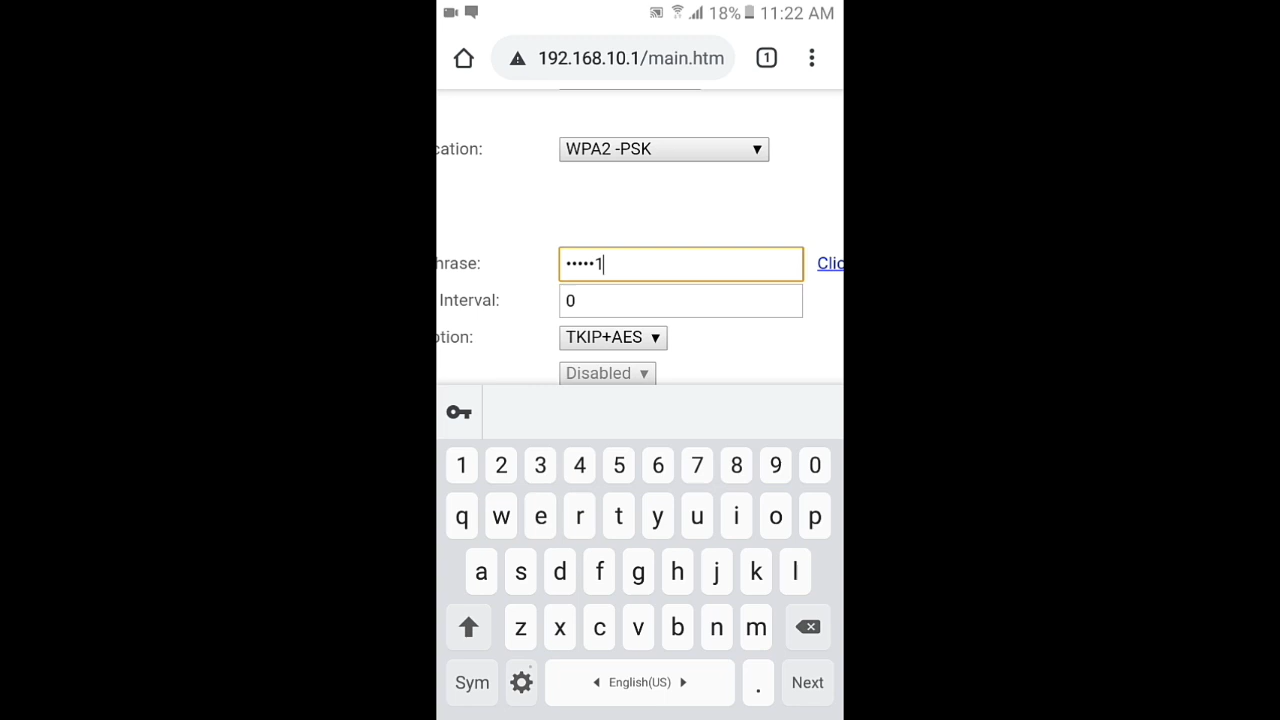 18% 11:22 AM
192.168.10.1/main.htm 1
cation: WPA2 -PSK
hrase: •••••1 Clic
Interval: 0
otion: TKIP+AES
Disabled
1 2 3 4 5 6 7 8 9 0
q w e r t y u i o p
a s d f g h j k l
z x c v b n m
Sym English(US) . Next